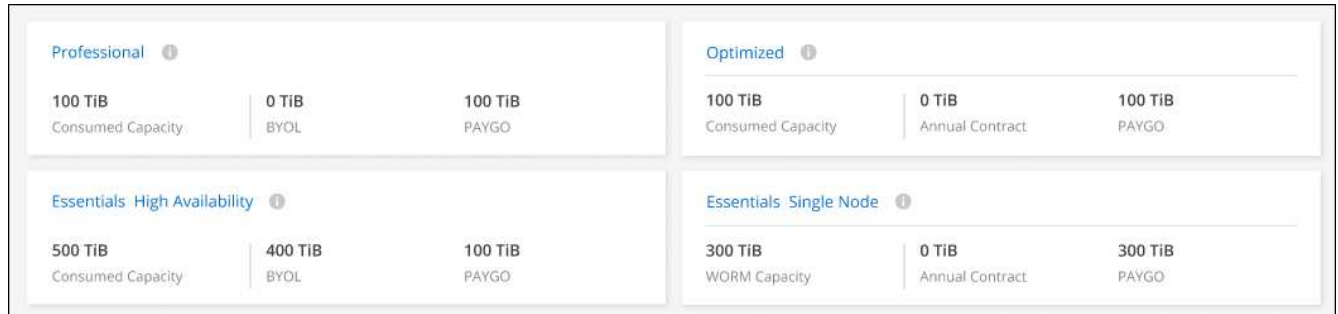 Professional
100 TiB 0 TiB 100 TiB
Consumed Capacity BYOL PAYGO
Optimized
100 TiB 0 TiB 100 TiB
Consumed Capacity Annual Contract PAYGO
Essentials High Availability
500 TiB 400 TiB 100 TiB
Consumed Capacity BYOL PAYGO
Essentials Single Node
300 TiB 0 TiB 300 TiB
WORM Capacity Annual Contract PAYGO